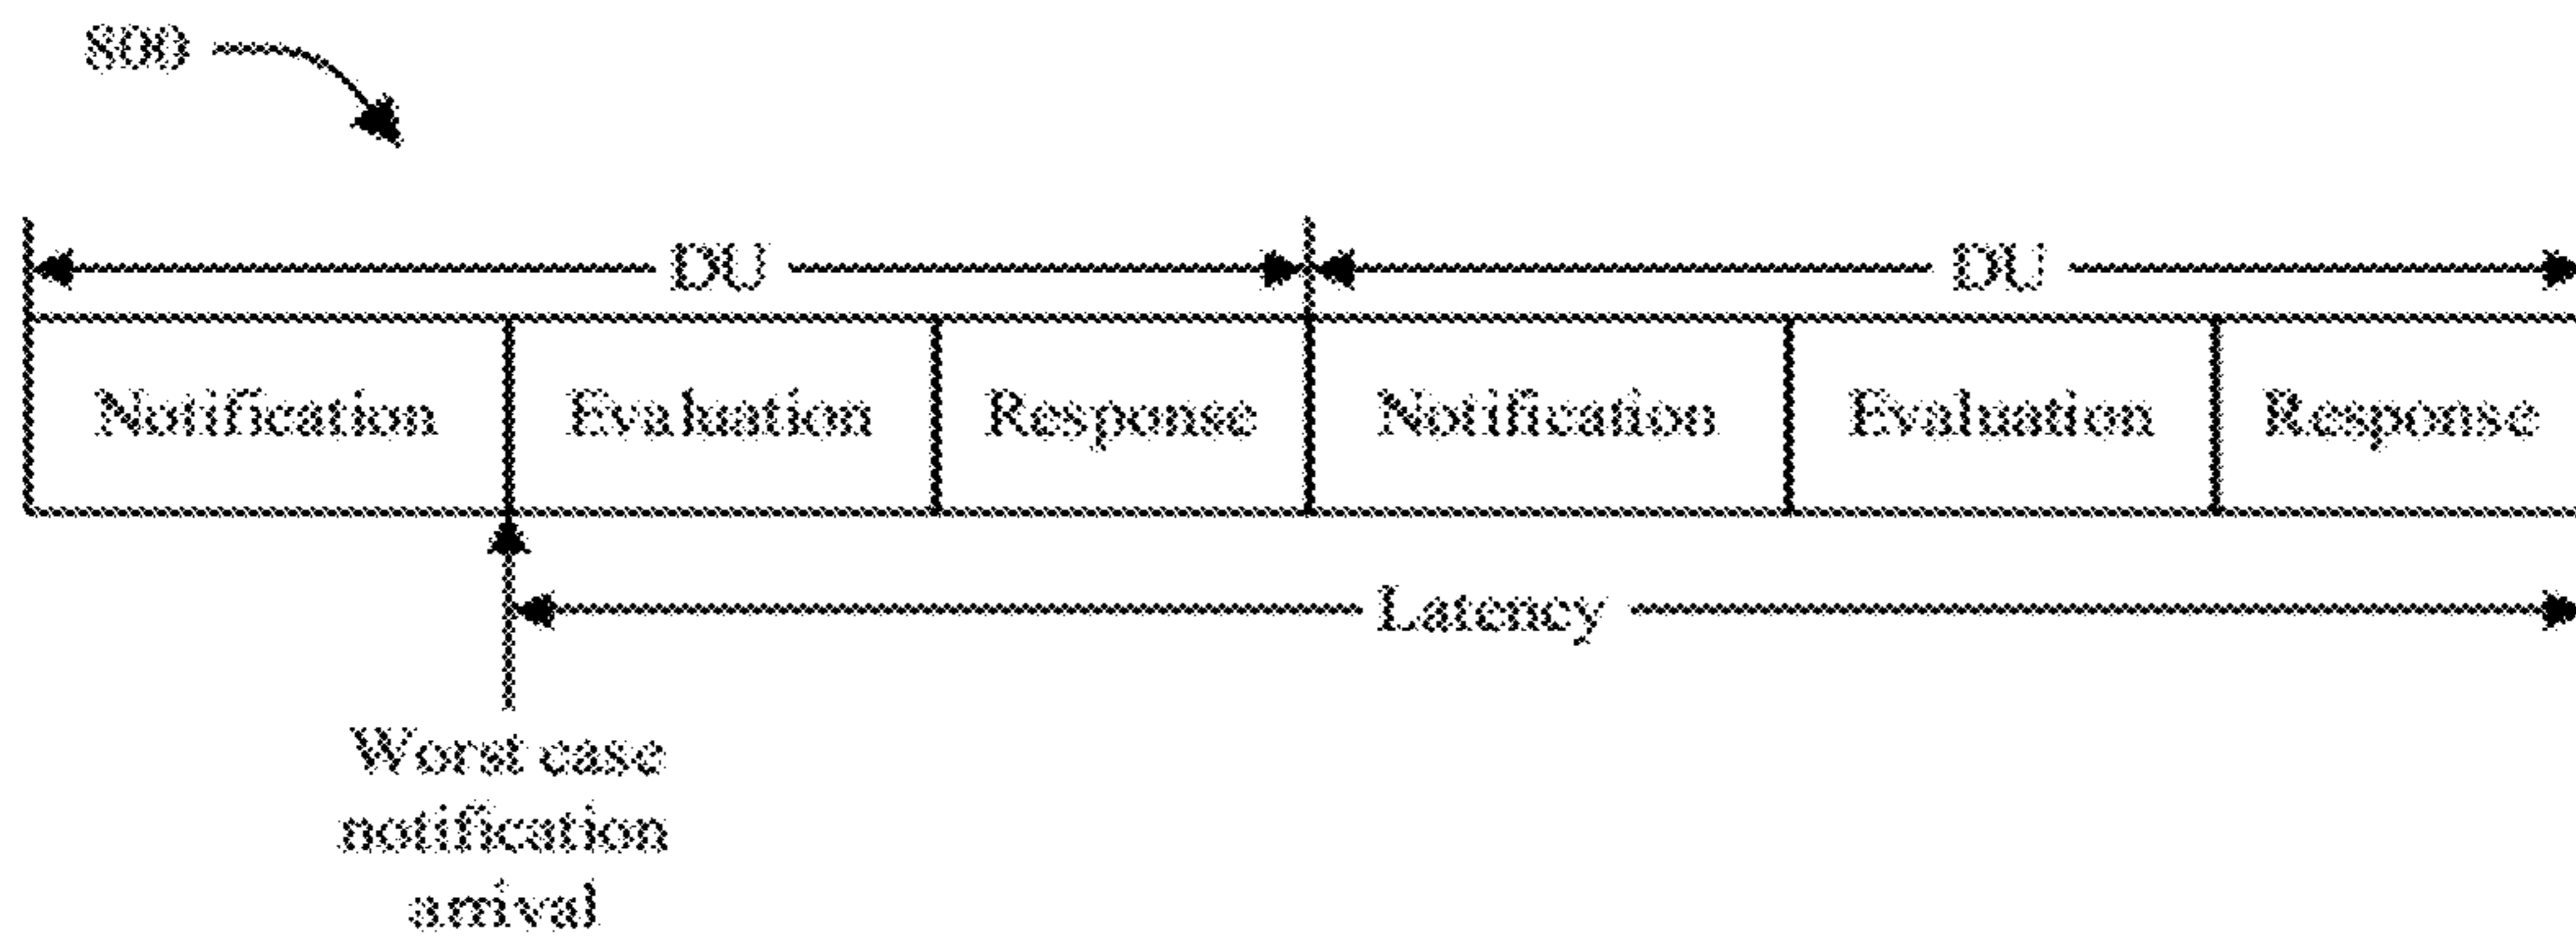 800
DU DU
Notification Evaluation Response Notification Evaluation Response
Latency
Worst case
notification
arrival